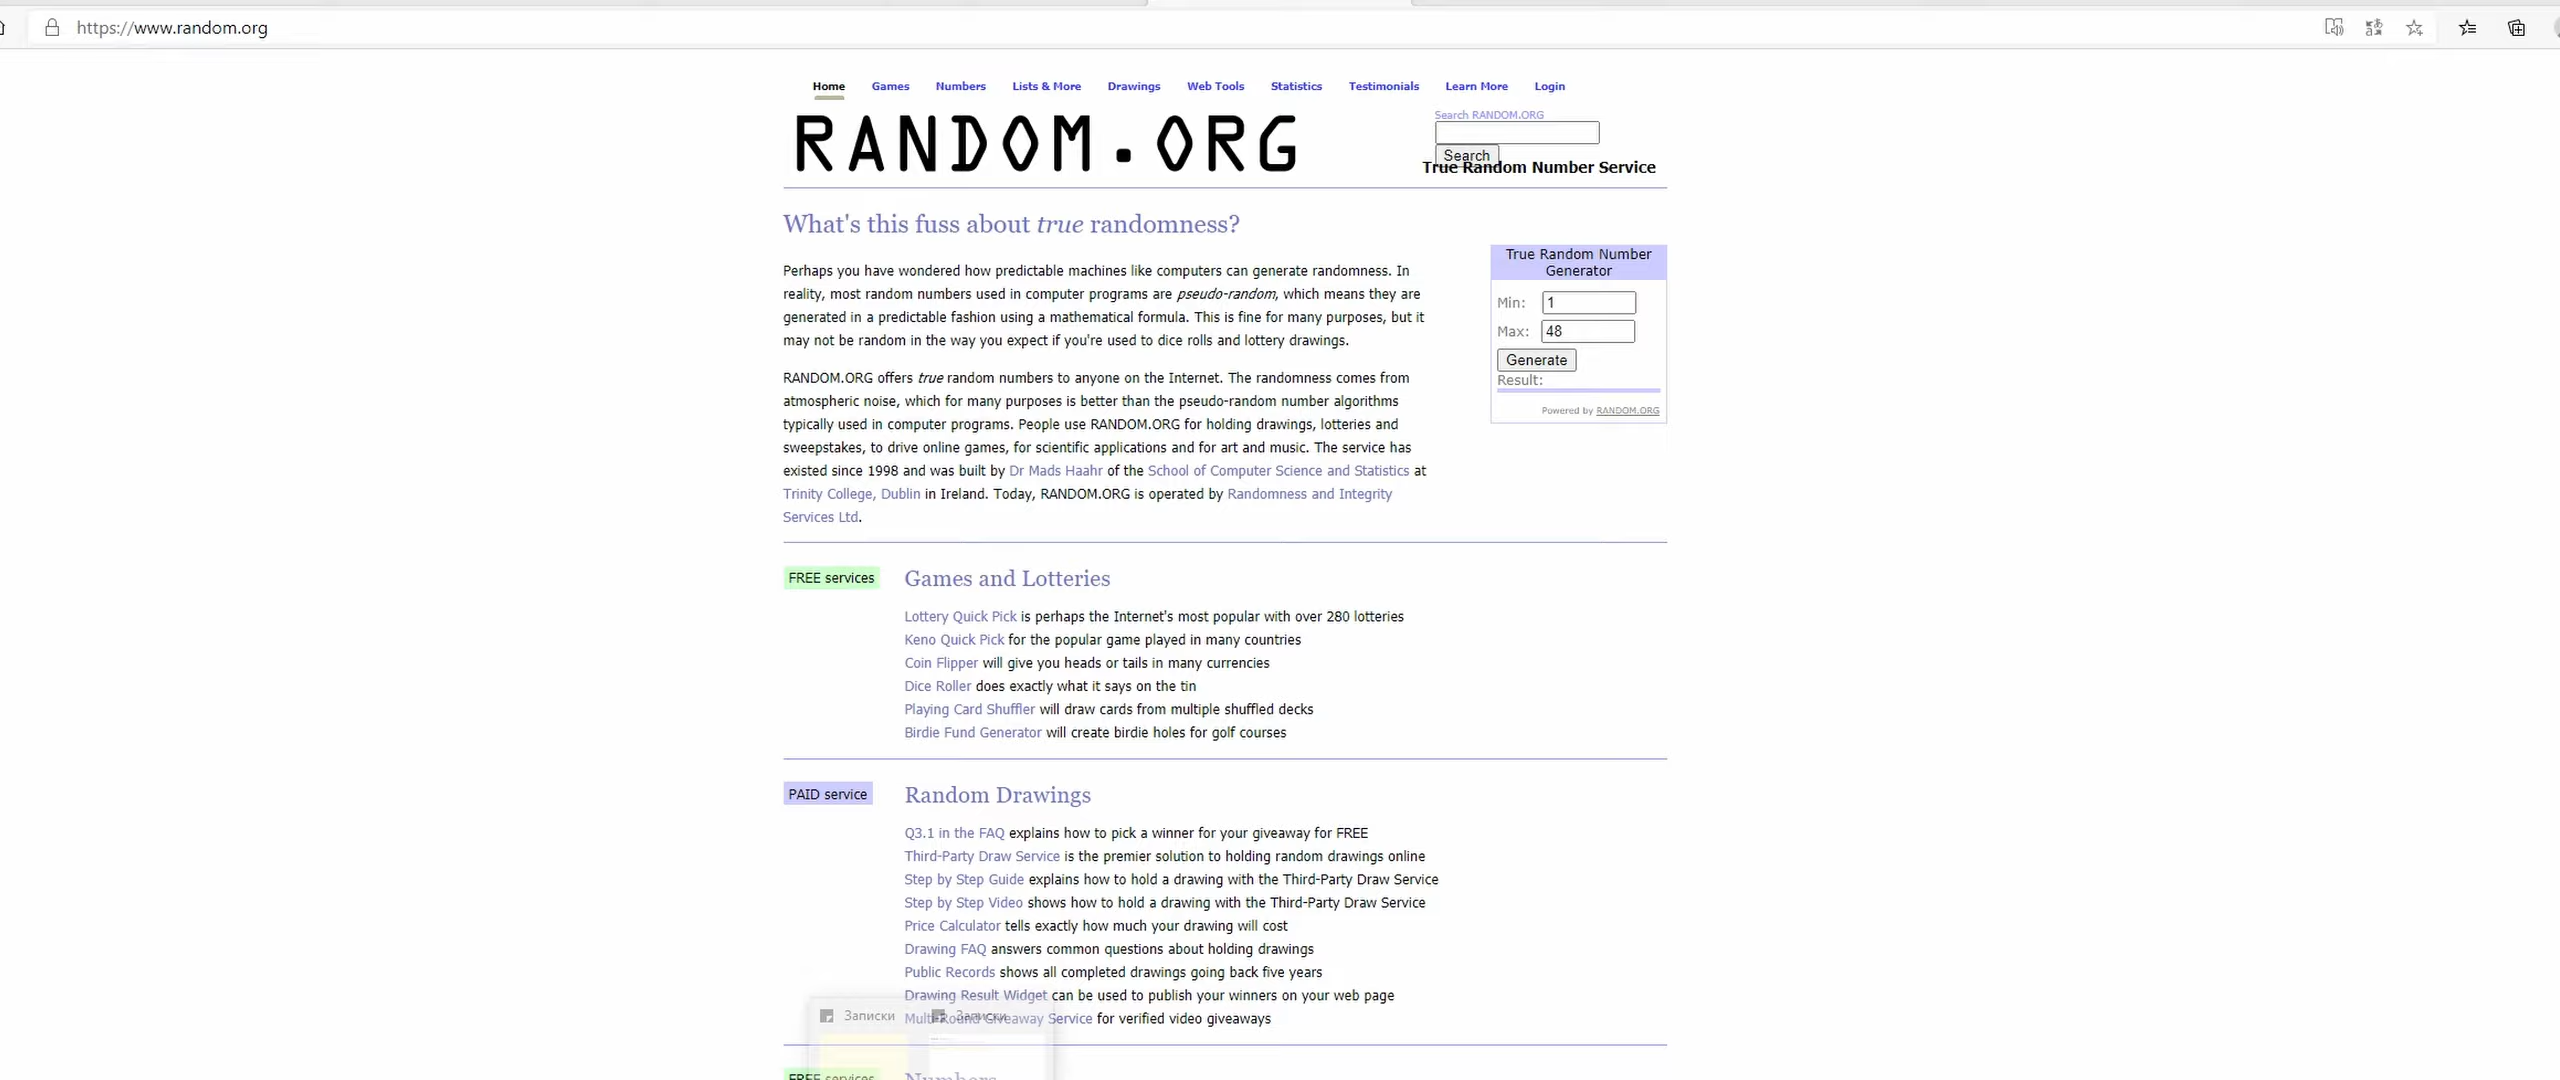 https://www.random.org
Home Games Numbers Lists & More Drawings Web Tools Statistics Testimonials Learn More Login
Search RANDOM.ORG
RANDOM.ORG
Search
True Random Number Service
What's this fuss about true randomness?
Perhaps you have wondered how predictable machines like computers can generate randomness. In
reality, most random numbers used in computer programs are pseudo-random, which means they are
generated in a predictable fashion using a mathematical formula. This is fine for many purposes, but it
may not be random in the way you expect if you're used to dice rolls and lottery drawings.
RANDOM.ORG offers true random numbers to anyone on the Internet. The randomness comes from
atmospheric noise, which for many purposes is better than the pseudo-random number algorithms
typically used in computer programs. People use RANDOM.ORG for holding drawings, lotteries and
sweepstakes, to drive online games, for scientific applications and for art and music. The service has
existed since 1998 and was built by Dr Mads Haahr of the School of Computer Science and Statistics at
Trinity College, Dublin in Ireland. Today, RANDOM.ORG is operated by Randomness and Integrity
Services Ltd.
True Random Number
Generator
Min: 1
Max: 48
Generate
Result:
Powered by RANDOM.ORG
FREE services
Games and Lotteries
Lottery Quick Pick is perhaps the Internet's most popular with over 280 lotteries
Keno Quick Pick for the popular game played in many countries
Coin Flipper will give you heads or tails in many currencies
Dice Roller does exactly what it says on the tin
Playing Card Shuffler will draw cards from multiple shuffled decks
Birdie Fund Generator will create birdie holes for golf courses
PAID service
Random Drawings
Q3.1 in the FAQ explains how to pick a winner for your giveaway for FREE
Third-Party Draw Service is the premier solution to holding random drawings online
Step by Step Guide explains how to hold a drawing with the Third-Party Draw Service
Step by Step Video shows how to hold a drawing with the Third-Party Draw Service
Price Calculator tells exactly how much your drawing will cost
Drawing FAQ answers common questions about holding drawings
Public Records shows all completed drawings going back five years
Drawing Result Widget can be used to publish your winners on your web page
Multi-Round Giveaway Service for verified video giveaways
Записки Записки
FREE services
Numbers